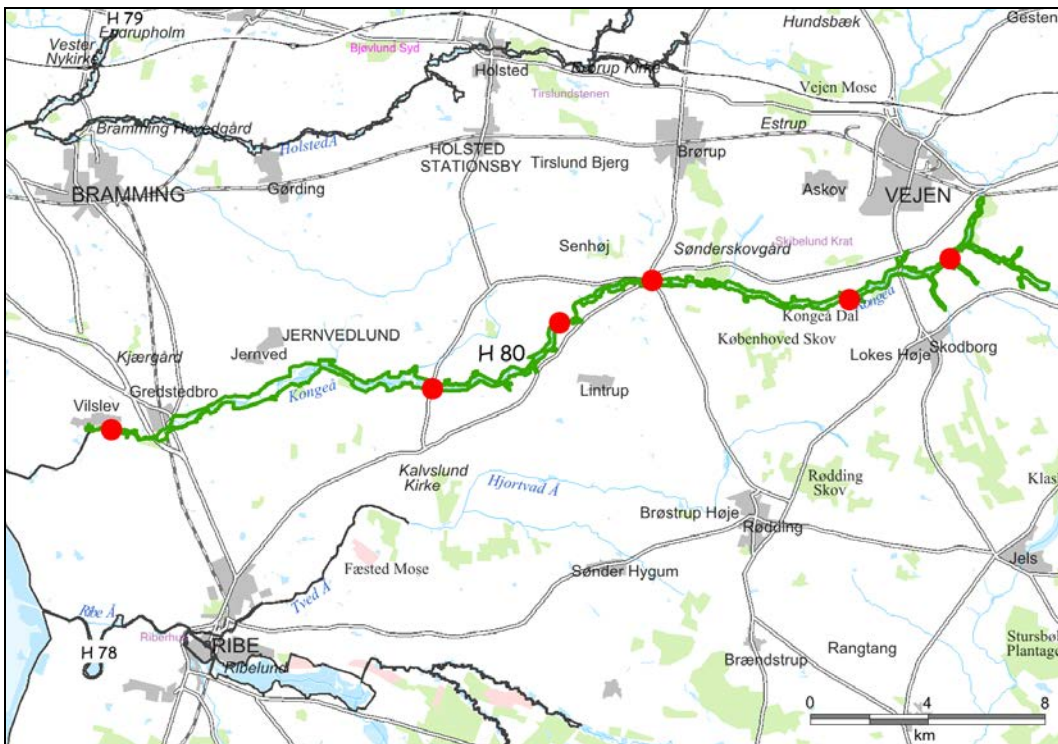 H 79
Endrupholm
Vester
Nykirke
Bjøvlund Syd
Hundsbæk
Gesten
Holsted
Tirslundstenen
Vejen Mose
Bramming Hovedgård
Holsted Å
HOLSTED
STATIONSBY
Tirslund Bjerg
Brørup
Estrup
BRAMMING
Gørding
Askov
VEJEN
Senhøj
Sønderskovgård
Skibelund Krat
Kongeå
Kongeå Dal
JERNVEDLUND
Jernved
Kjærgård
H 80
Københoved Skov
Lokes Høje
Skodborg
Gredstedbro
Kongeå
Lintrup
Vilslev
Kalvslund
Kirke
Hjortvad Å
Rødding
Skov
Klas
Brøstrup Høje
Rødding
Fæsted Mose
Sønder Hygum
Jels
Tved Å
Ribe Å
RIBE
Ribelund
H 78
Brændstrup
Rangtang
Stursbøl
Plantage
0 4 8
km